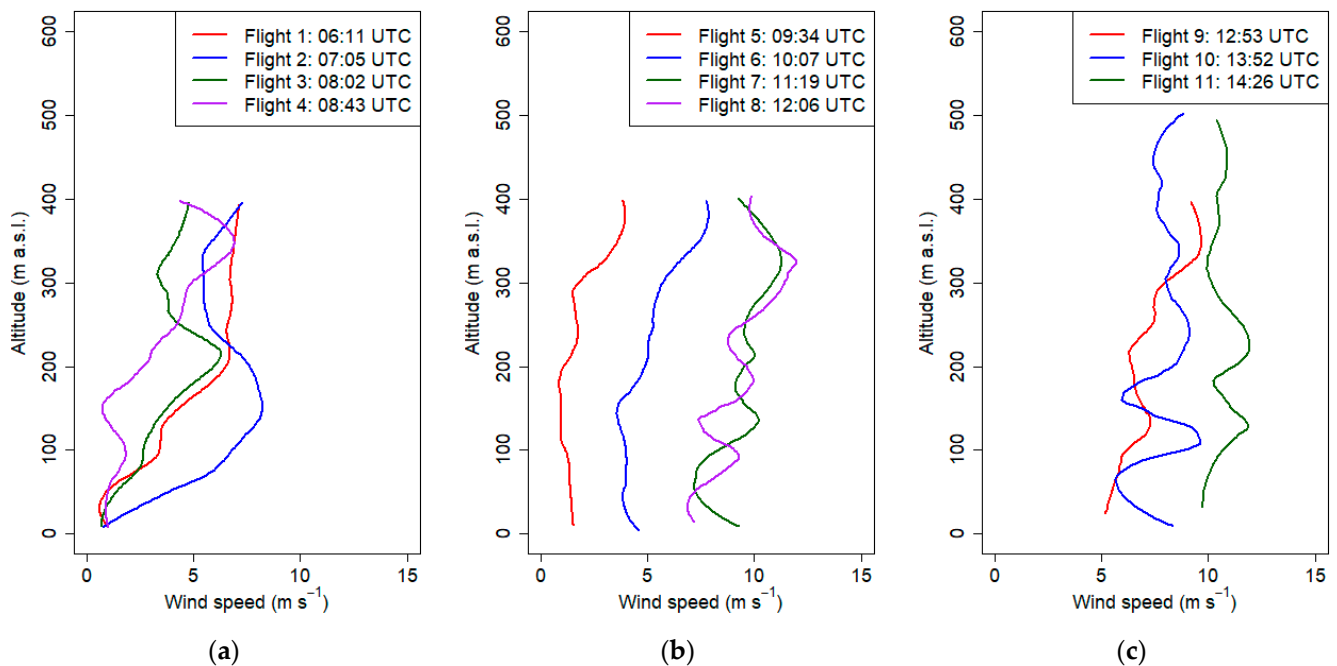 Flight 1: 06:11 UTC
Flight 2: 07:05 UTC
Flight 3: 08:02 UTC
Flight 4: 08:43 UTC
600
500
400
300
200
100
0
Altitude (m a.s.l.)
0 5 10 15
Wind speed (m s⁻¹)
(a)
Flight 5: 09:34 UTC
Flight 6: 10:07 UTC
Flight 7: 11:19 UTC
Flight 8: 12:06 UTC
600
500
400
300
200
100
0
Altitude (m a.s.l.)
0 5 10 15
Wind speed (m s⁻¹)
(b)
Flight 9: 12:53 UTC
Flight 10: 13:52 UTC
Flight 11: 14:26 UTC
600
500
400
300
200
100
0
Altitude (m a.s.l.)
0 5 10 15
Wind speed (m s⁻¹)
(c)